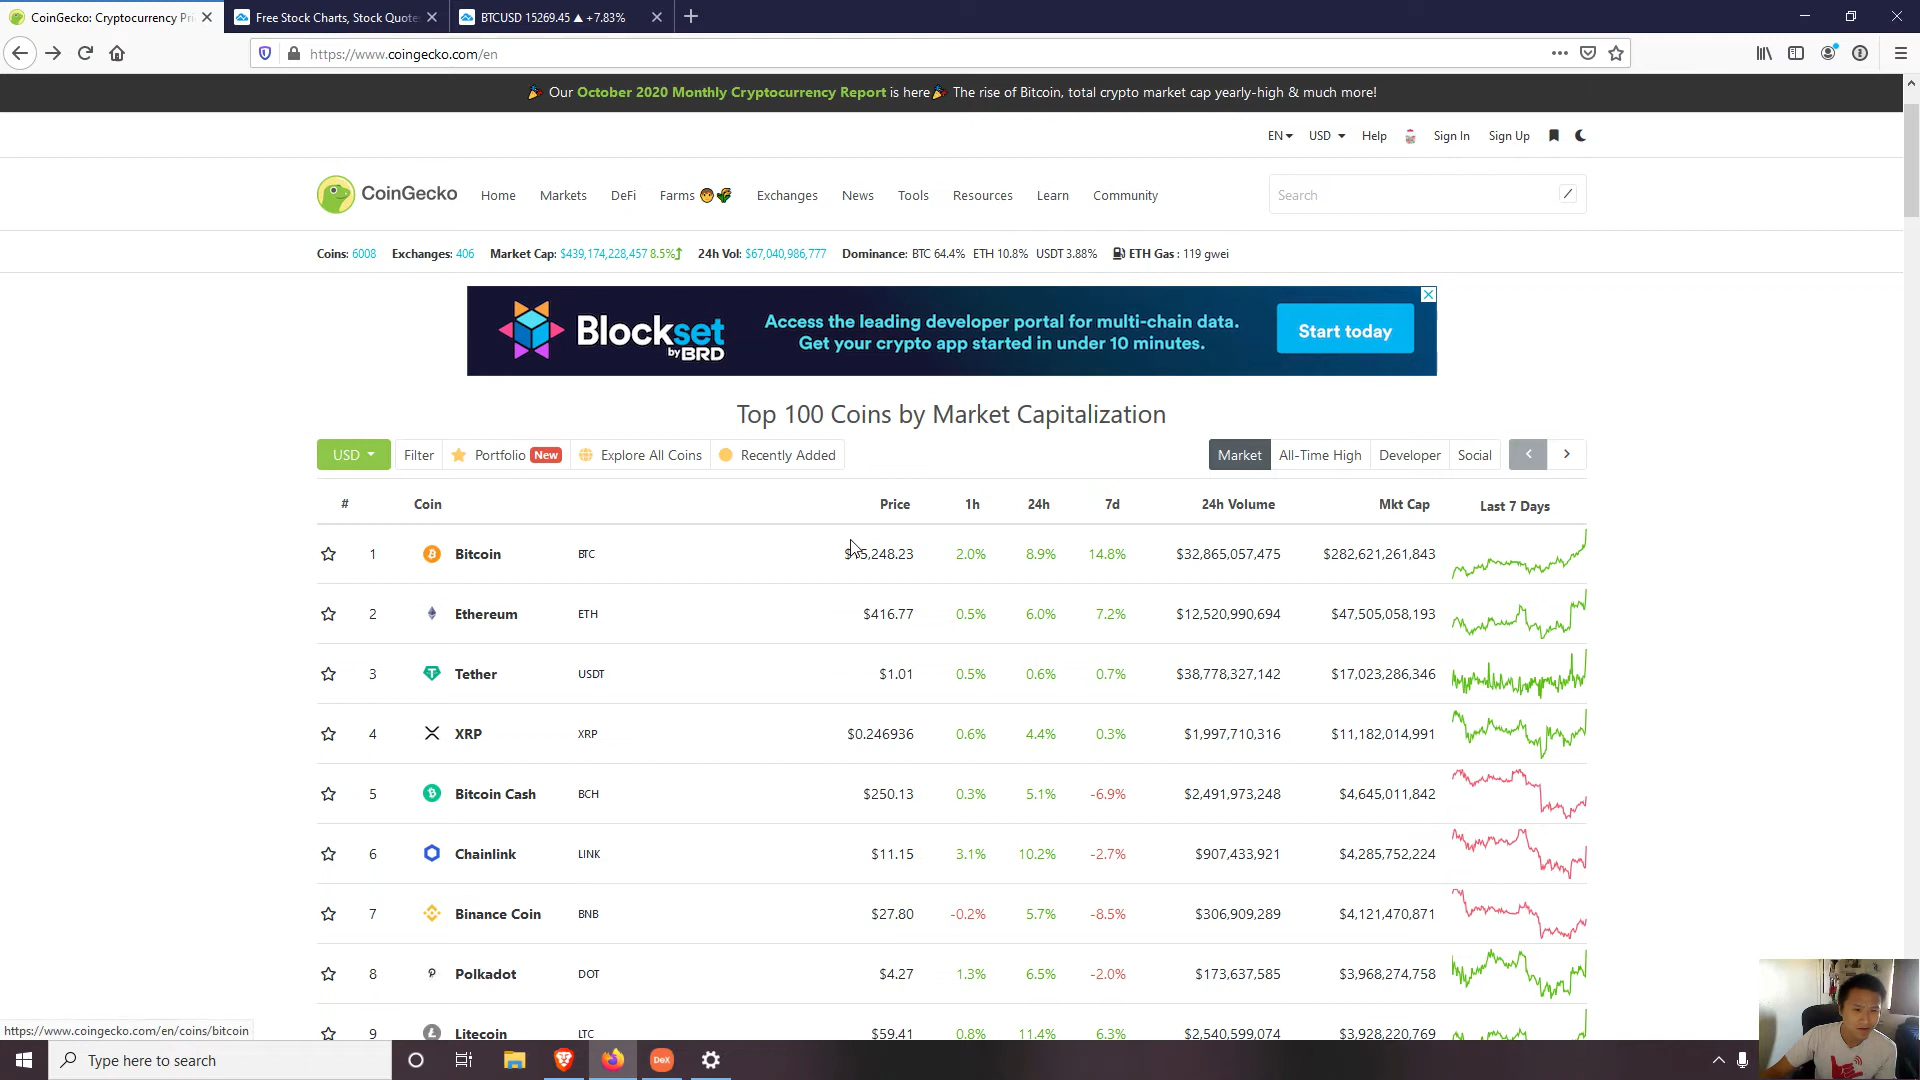 CoinGecko: Cryptocurrency Pri
Free Stock Charts, Stock Quote
BTCUSD 15269.45 ▲ +7.83%
https://www.coingecko.com/en
🎉 Our October 2020 Monthly Cryptocurrency Report is here🎉 The rise of Bitcoin, total crypto market cap yearly-high & much more!
EN USD Help Sign In Sign Up
CoinGecko Home Markets DeFi Farms Exchanges News Tools Resources Learn Community Search /
Coins: 6008 Exchanges: 406 Market Cap: $439,174,228,457 8.5% 24h Vol: $67,040,986,777 Dominance: BTC 64.4% ETH 10.8% USDT 3.88% ETH Gas : 119 gwei
Blockset
by BRD
Access the leading developer portal for multi-chain data.
Get your crypto app started in under 10 minutes.
Start today
Top 100 Coins by Market Capitalization
USD Filter Portfolio New Explore All Coins Recently Added Market All-Time High Developer Social
# Coin Price 1h 24h 7d 24h Volume Mkt Cap Last 7 Days
1 Bitcoin BTC 2.0% 8.9% 14.8% $32,865,057,475 $282,621,261,843
2 Ethereum ETH $416.77 0.5% 6.0% 7.2% $12,520,990,694 $47,505,058,193
3 Tether USDT $1.01 0.5% 0.6% 0.7% $38,778,327,142 $17,023,286,346
4 XRP XRP $0.246936 0.6% 4.4% 0.3% $1,997,710,316 $11,182,014,991
5 Bitcoin Cash BCH $250.13 0.3% 5.1% -6.9% $2,491,973,248 $4,645,011,842
6 Chainlink LINK $11.15 3.1% 10.2% -2.7% $907,433,921 $4,285,752,224
7 Binance Coin BNB $27.80 -0.2% 5.7% -8.5% $306,909,289 $4,121,470,871
8 Polkadot DOT $4.27 1.3% 6.5% -2.0% $173,637,585 $3,968,274,758
9 Litecoin LTC $59.41 0.8% 11.4% 6.3% $2,540,599,074 $3,928,220,769
https://www.coingecko.com/en/coins/bitcoin
Type here to search
DeX